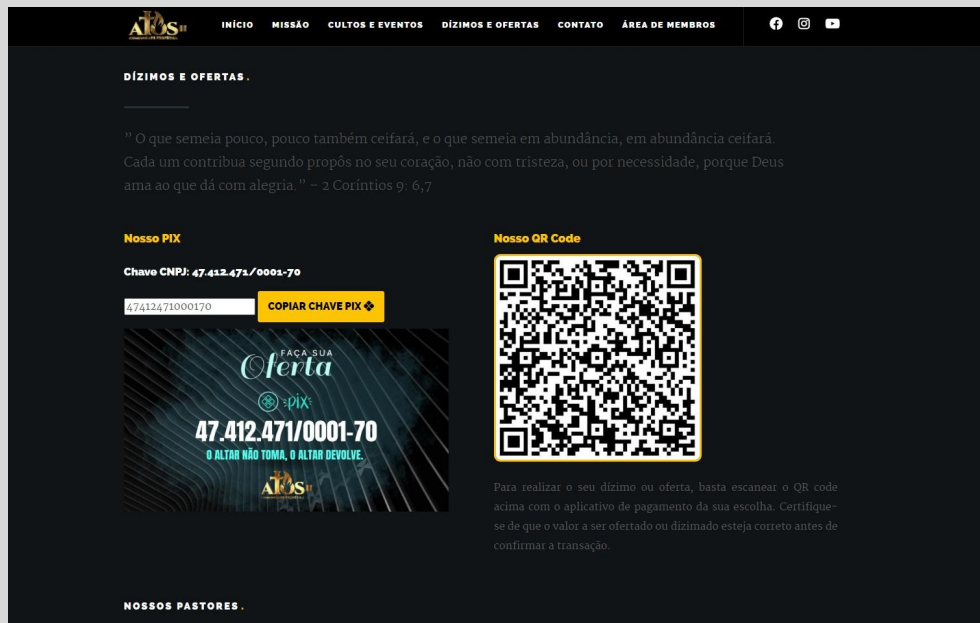 ATOS
INÍCIO MISSÃO CULTOS E EVENTOS DÍZIMOS E OFERTAS CONTATO ÁREA DE MEMBROS
DÍZIMOS E OFERTAS.
” O que semeia pouco, pouco também ceifará, e o que semeia em abundância, em abundância ceifará.
Cada um contribua segundo propôs no seu coração, não com tristeza, ou por necessidade, porque Deus
ama ao que dá com alegria. ” – 2 Coríntios 9: 6,7
Nosso PIX
Chave CNPJ: 47.412.471/0001-70
47412471000170
COPIAR CHAVE PIX
FAÇA SUA
Oferta
pix
47.412.471/0001-70
O ALTAR NÃO TOMA, O ALTAR DEVOLVE.
ATOS
Nosso QR Code
Para realizar o seu dízimo ou oferta, basta escanear o QR code
acima com o aplicativo de pagamento da sua escolha. Certifique-
se de que o valor a ser ofertado ou dizimado esteja correto antes de
confirmar a transação.
NOSSOS PASTORES.